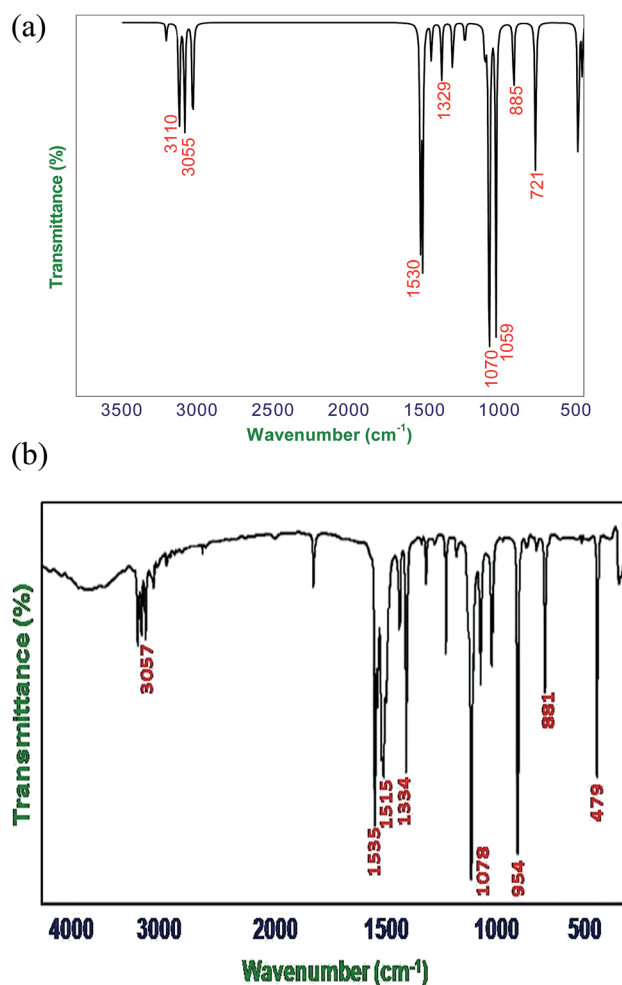 (a)
Transmittance (%)
3110
3055
1530
1329
1070
1059
885
721
3500 3000 2500 2000 1500 1000 500
Wavenumber (cm-1)
(b)
Transmittance (%)
3057
1535
1515
1334
1078
954
881
479
4000 3000 2000 1500 1000 500
Wavenumber (cm-1)